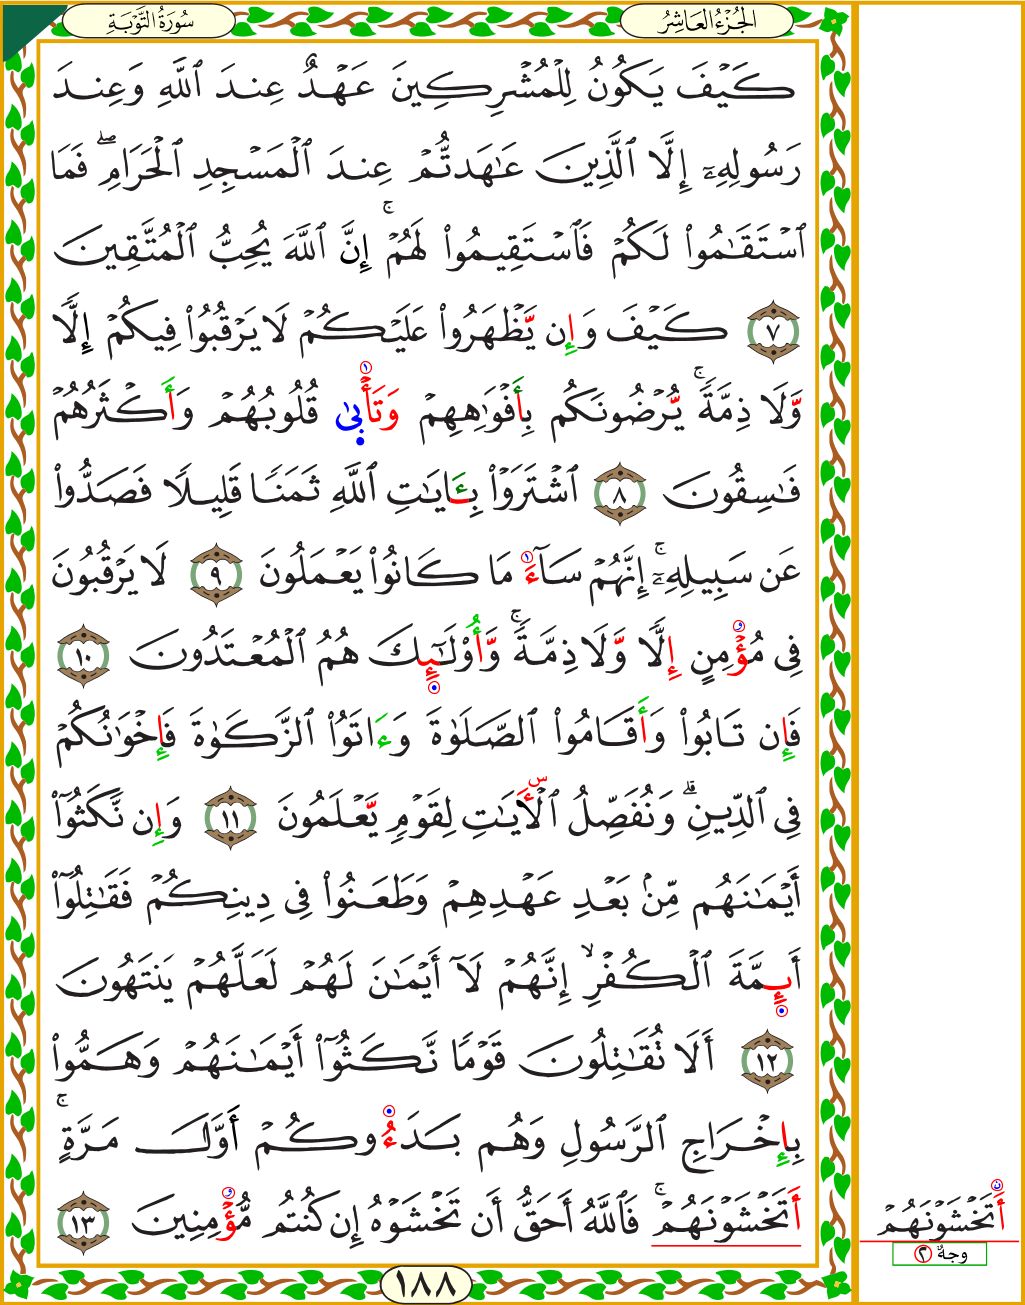 الجُزْءُ العَاشِرُ
سُورَةُ التَّوْبَةِ
كَيْفَ يَكُونُ لِلْمُشْرِكِينَ عَهْدٌ عِندَ ٱللَّهِ وَعِندَ
رَسُولِهِۦٓ إِلَّا ٱلَّذِينَ عَـٰهَدتُّمْ عِندَ ٱلْمَسْجِدِ ٱلْحَرَامِ ۖ فَمَا
ٱسْتَقَـٰمُوا۟ لَكُمْ فَٱسْتَقِيمُوا۟ لَهُمْ ۚ إِنَّ ٱللَّهَ يُحِبُّ ٱلْمُتَّقِينَ
٧ كَيْفَ وَإِن يَّظْهَرُوا۟ عَلَيْكُمْ لَا يَرْقُبُوا۟ فِيكُمْ إِلًّا
وَّلَا ذِمَّةً ۚ يُّرْضُونَكُم بِأَفْوَٰهِهِمْ وَتَأْبَىٰ قُلُوبُهُمْ وَأَكْثَرُهُمْ
فَـٰسِقُونَ ٨ ٱشْتَرَوْا۟ بِـَٔايَـٰتِ ٱللَّهِ ثَمَنًا قَلِيلًا فَصَدُّوا۟
عَن سَبِيلِهِۦٓ ۚ إِنَّهُمْ سَآءَ مَا كَانُوا۟ يَعْمَلُونَ ٩ لَا يَرْقُبُونَ
فِى مُؤْمِنٍ إِلًّا وَّلَا ذِمَّةً ۚ وَّأُو۟لَـٰٓئِكَ هُمُ ٱلْمُعْتَدُونَ ١٠
فَإِن تَابُوا۟ وَأَقَامُوا۟ ٱلصَّلَوٰةَ وَءَاتَوُا۟ ٱلزَّكَوٰةَ فَإِخْوَٰنُكُمْ
فِى ٱلدِّينِ ۗ وَنُفَصِّلُ ٱلْـَٔايَـٰتِ لِقَوْمٍ يَّعْلَمُونَ ١١ وَإِن نَّكَثُوٓا۟
أَيْمَـٰنَهُم مِّنۢ بَعْدِ عَهْدِهِمْ وَطَعَنُوا۟ فِى دِينِكُمْ فَقَـٰتِلُوٓا۟
أَئِمَّةَ ٱلْكُفْرِ ۙ إِنَّهُمْ لَآ أَيْمَـٰنَ لَهُمْ لَعَلَّهُمْ يَنتَهُونَ
١٢ أَلَا تُقَـٰتِلُونَ قَوْمًا نَّكَثُوٓا۟ أَيْمَـٰنَهُمْ وَهَمُّوا۟
بِإِخْرَاجِ ٱلرَّسُولِ وَهُم بَدَءُوكُمْ أَوَّلَ مَرَّةٍ ۚ
أَتَخْشَوْنَهُمْ ۚ فَٱللَّهُ أَحَقُّ أَن تَخْشَوْهُ إِن كُنتُم مُّؤْمِنِينَ ١٣
أَتَخْشَوْنَهُمْ
وجهٌ ٢
١٨٨